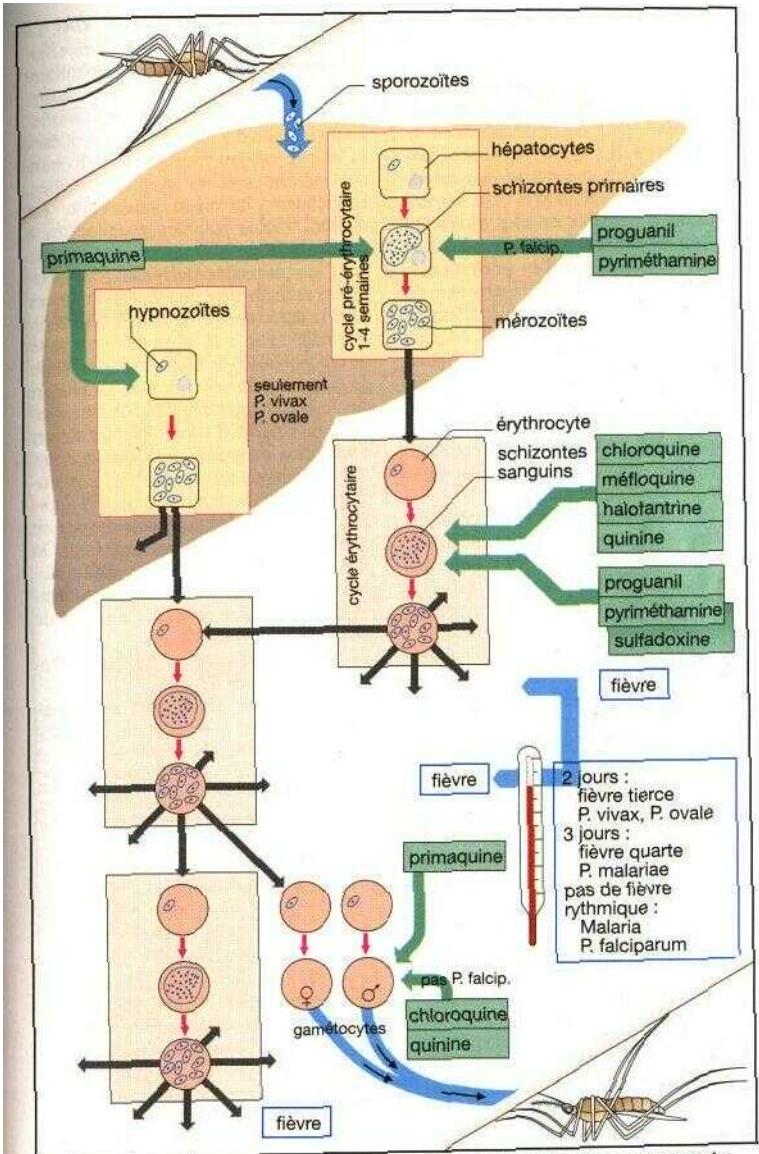 sporozoïtes
hépatocytes
schizontes primaires
cycle pré-érythrocytaire
1-4 semaines
primaquine
P. falcip.
proguanil
pyriméthamine
hypnozoïtes
mérozoïtes
seulement
P. vivax
P. ovale
érythrocyte
schizontes
sanguins
cycle érythrocytaire
chloroquine
méfloquine
halofantrine
quinine
proguanil
pyriméthamine
sulfadoxine
fièvre
fièvre
2 jours :
fièvre tierce
P. vivax, P. ovale
3 jours :
fièvre quarte
P. malariae
pas de fièvre
rythmique :
Malaria
P. falciparum
primaquine
pas P. falcip.
♀
♂
gamétocytes
chloroquine
quinine
fièvre